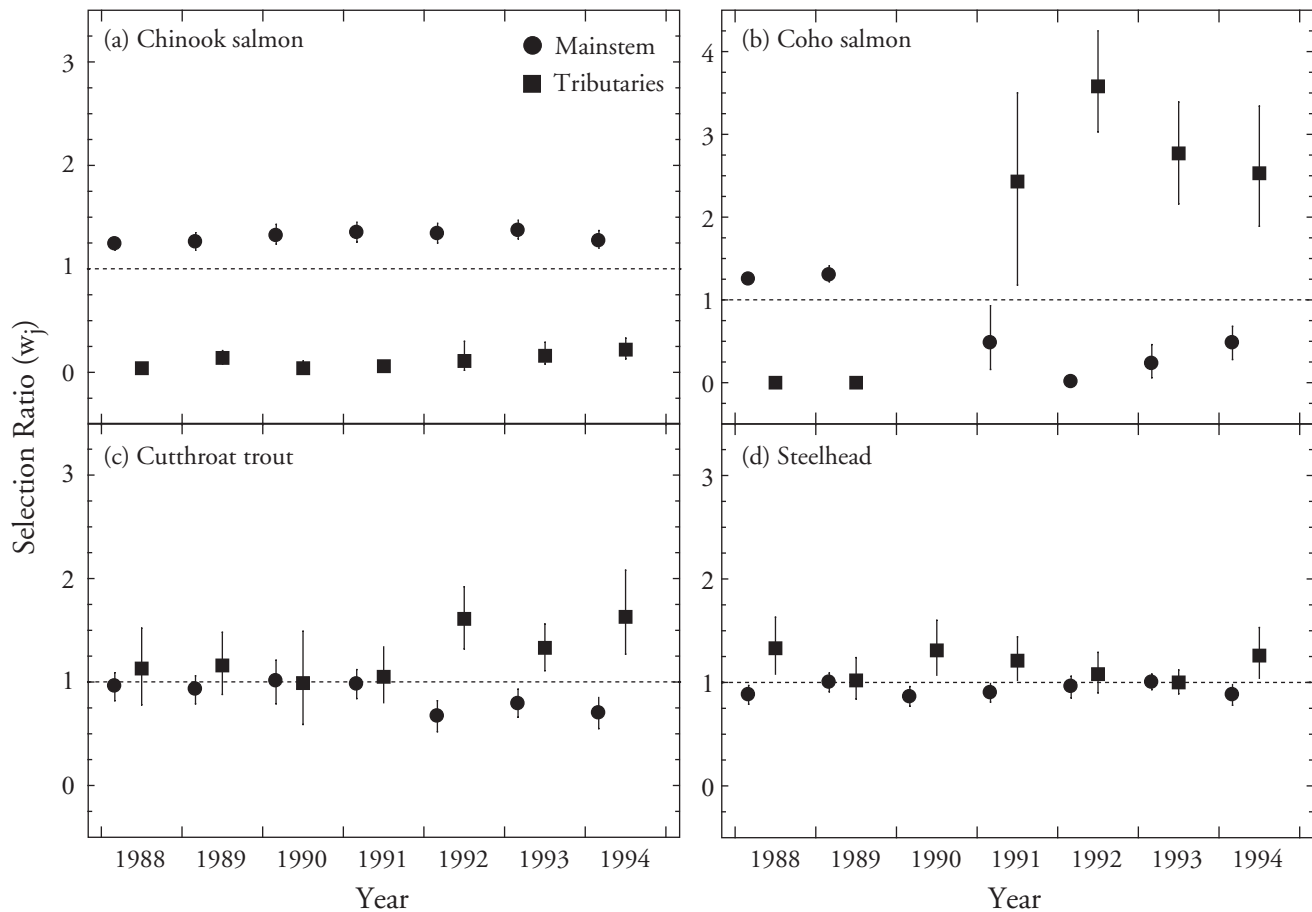 (a) Chinook salmon
Mainstem
Tributaries
3
2
1
0
(b) Coho salmon
4
3
2
1
0
Selection Ratio (wj)
(c) Cutthroat trout
3
2
1
0
(d) Steelhead
3
2
1
0
1988 1989 1990 1991 1992 1993 1994
Year
1988 1989 1990 1991 1992 1993 1994
Year